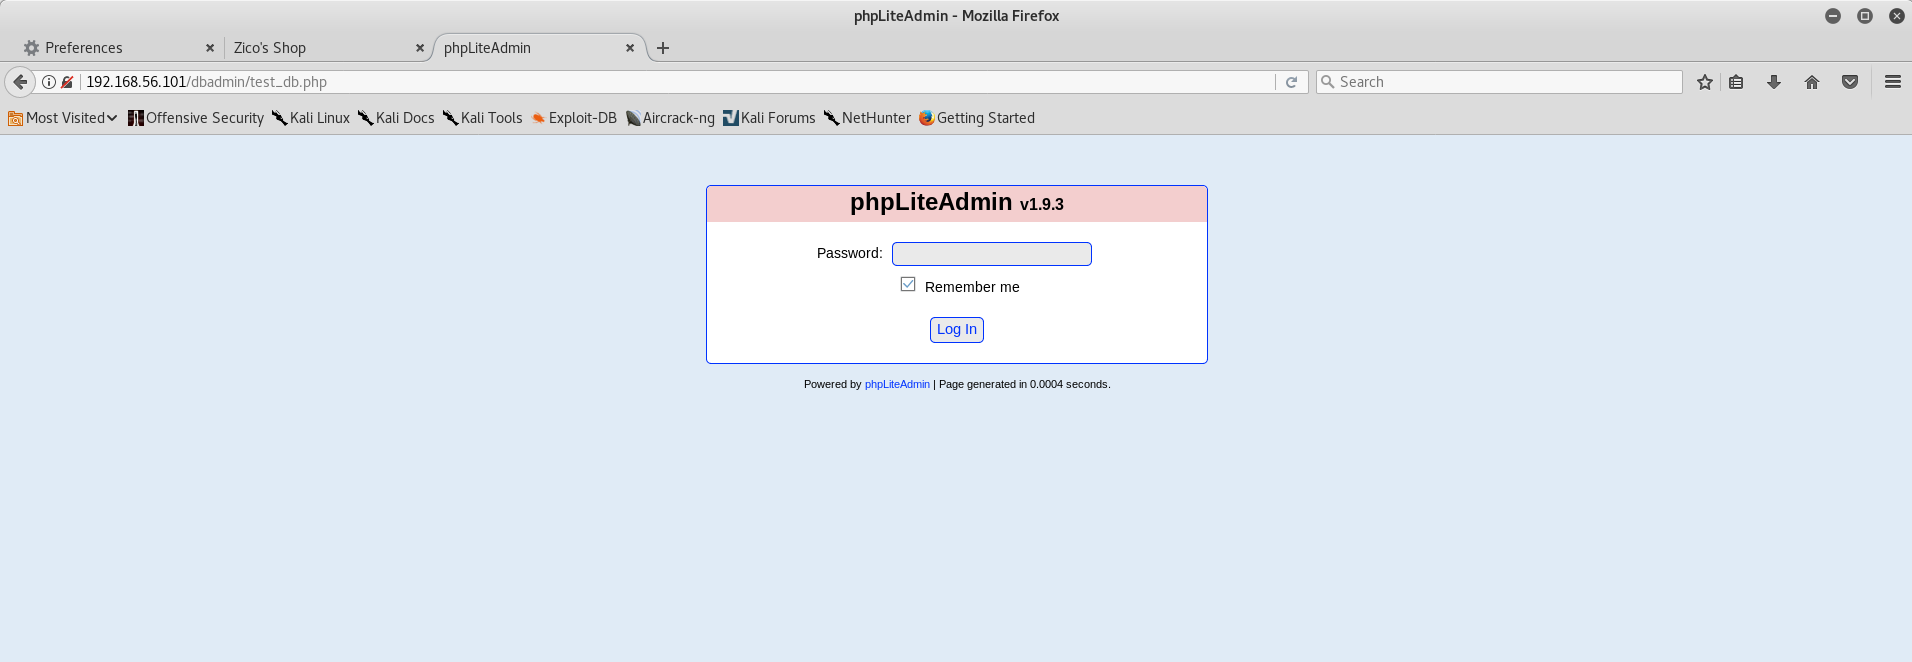 phpLiteAdmin - Mozilla Firefox
Preferences Zico's Shop phpLiteAdmin
192.168.56.101/dbadmin/test_db.php Search
Most Visited Offensive Security Kali Linux Kali Docs Kali Tools Exploit-DB Aircrack-ng Kali Forums NetHunter Getting Started
phpLiteAdmin v1.9.3
Password:
Remember me
Log In
Powered by phpLiteAdmin | Page generated in 0.0004 seconds.